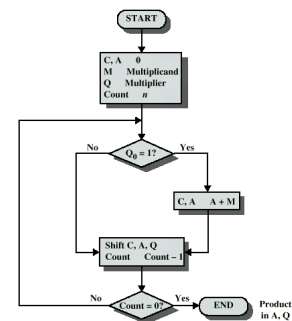 START
C, A 0
M Multiplicand
Q Multiplier
Count n
No
Q0 = 1?
Yes
C, A A + M
Shift C, A, Q
Count Count – 1
No
Count = 0?
Yes
END
Product
in A, Q